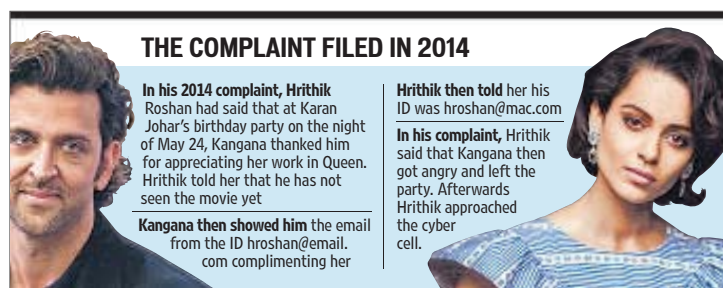 THE COMPLAINT FILED IN 2014
In his 2014 complaint, Hrithik
Roshan had said that at Karan
Johar's birthday party on the night
of May 24, Kangana thanked him
for appreciating her work in Queen.
Hrithik told her that he has not
seen the movie yet
Kangana then showed him the email
from the ID hroshan@email.
com complimenting her
Hrithik then told her his
ID was hroshan@mac.com
In his complaint, Hrithik
said that Kangana then
got angry and left the
party. Afterwards
Hrithik approached
the cyber
cell.